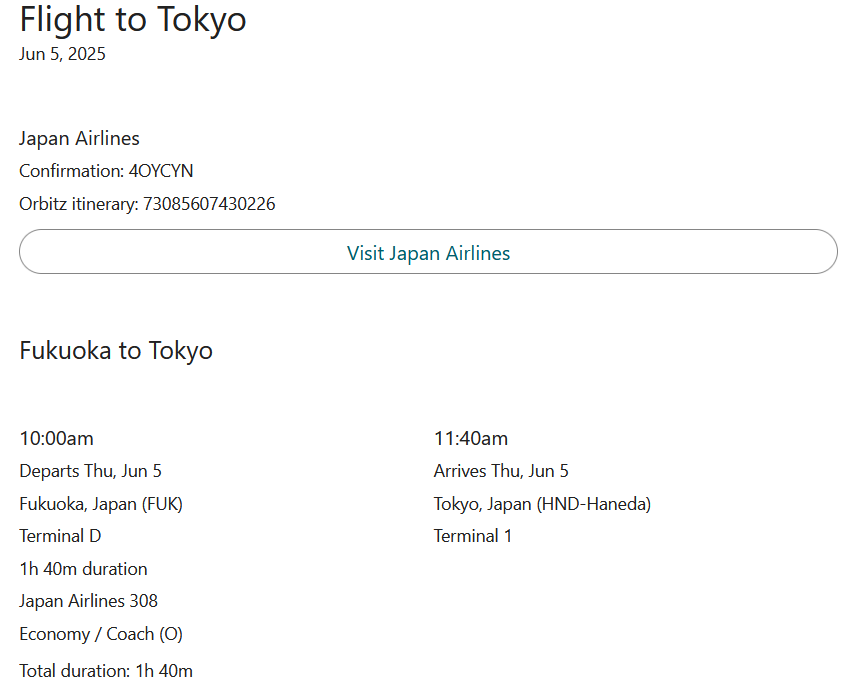 Flight to Tokyo
Jun 5, 2025
Japan Airlines
Confirmation: 4OYCYN
Orbitz itinerary: 73085607430226
Visit Japan Airlines
Fukuoka to Tokyo
10:00am
Departs Thu, Jun 5
Fukuoka, Japan (FUK)
Terminal D
1h 40m duration
Japan Airlines 308
Economy / Coach (O)
Total duration: 1h 40m
11:40am
Arrives Thu, Jun 5
Tokyo, Japan (HND-Haneda)
Terminal 1